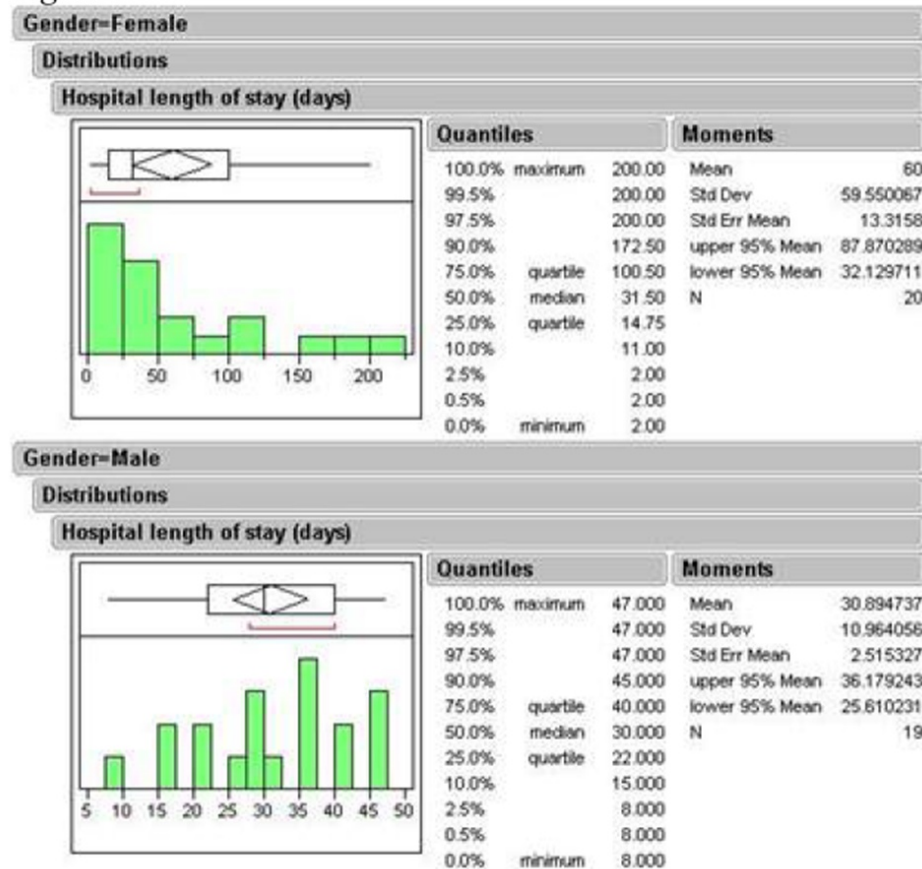 Gender=Female
Distributions
Hospital length of stay (days)
Quantiles
100.0% maximum 200.00
99.5% 200.00
97.5% 200.00
90.0% 172.50
75.0% quartile 100.50
50.0% median 31.50
25.0% quartile 14.75
10.0% 11.00
2.5% 2.00
0.5% 2.00
0.0% minimum 2.00
Moments
Mean 60
Std Dev 59.550067
Std Err Mean 13.3158
upper 95% Mean 87.870289
lower 95% Mean 32.129711
N 20
0 50 100 150 200
Gender=Male
Distributions
Hospital length of stay (days)
Quantiles
100.0% maximum 47.000
99.5% 47.000
97.5% 47.000
90.0% 45.000
75.0% quartile 40.000
50.0% median 30.000
25.0% quartile 22.000
10.0% 15.000
2.5% 8.000
0.5% 8.000
0.0% minimum 8.000
Moments
Mean 30.894737
Std Dev 10.964056
Std Err Mean 2.515327
upper 95% Mean 36.179243
lower 95% Mean 25.610231
N 19
5 10 15 20 25 30 35 40 45 50